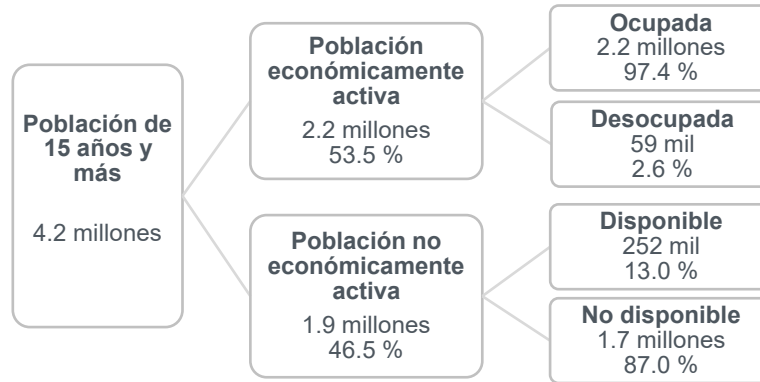 Población de
15 años y
más
4.2 millones
Población
económicamente
activa
2.2 millones
53.5 %
Población no
económicamente
activa
1.9 millones
46.5 %
Ocupada
2.2 millones
97.4 %
Desocupada
59 mil
2.6 %
Disponible
252 mil
13.0 %
No disponible
1.7 millones
87.0 %